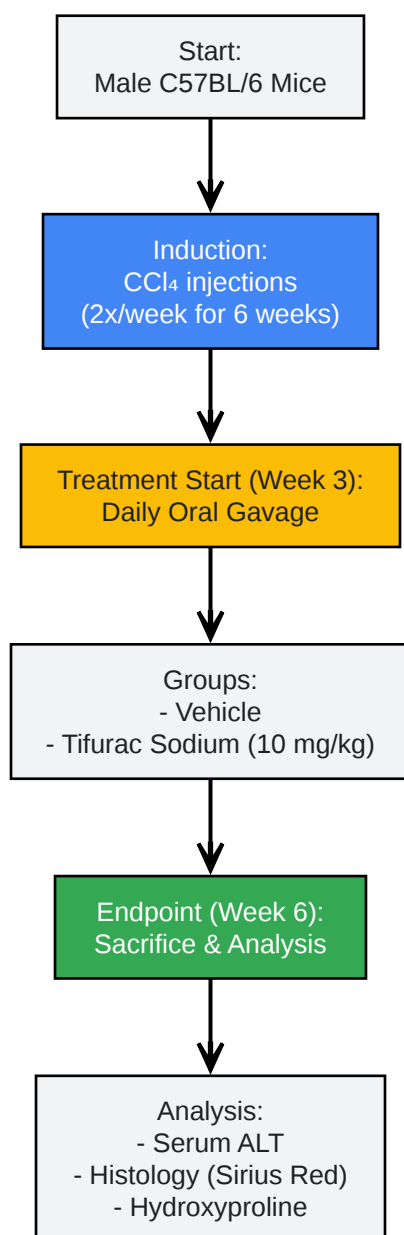 Start:
Male C57BL/6 Mice
Induction:
CCl₄ injections
(2x/week for 6 weeks)
Treatment Start (Week 3):
Daily Oral Gavage
Groups:
- Vehicle
- Tifurac Sodium (10 mg/kg)
Endpoint (Week 6):
Sacrifice & Analysis
Analysis:
- Serum ALT
- Histology (Sirius Red)
- Hydroxyproline